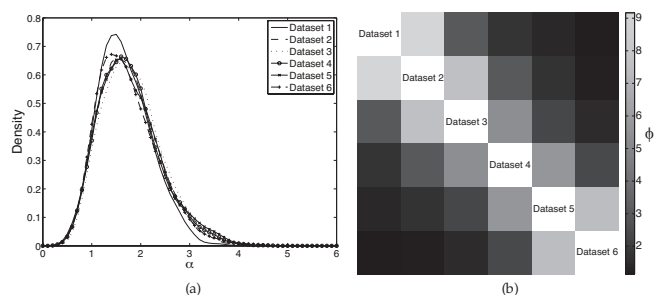 0.8
0.7
0.6
0.5
0.4
0.3
0.2
0.1
0
Density
0 1 2 3 4 5 6
α
Dataset 1
Dataset 2
Dataset 3
Dataset 4
Dataset 5
Dataset 6
(a)
Dataset 1
Dataset 2
Dataset 3
Dataset 4
Dataset 5
Dataset 6
9
8
7
6
5
4
3
2
ϕ
(b)